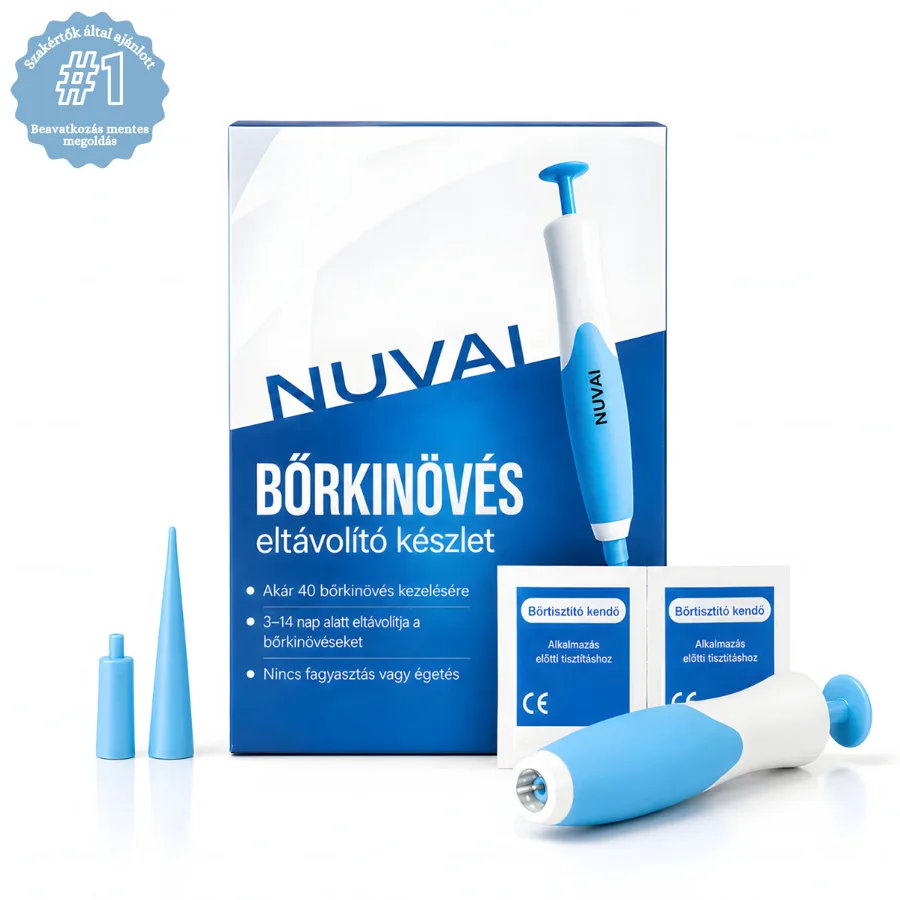 Szakértők által ajánlott
#1
Beavatkozás mentes
megoldás
NUVAI
NUVAI
BŐRKINÖVÉS
eltávolító készlet
• Akár 40 bőrkinövés kezelésére
• 3–14 nap alatt eltávolítja a
bőrkinövéseket
• Nincs fagyasztás vagy égetés
Bőrtisztító kendő
Alkalmazás
előtti tisztításhoz
CE
Bőrtisztító kendő
Alkalmazás
előtti tisztításhoz
CE